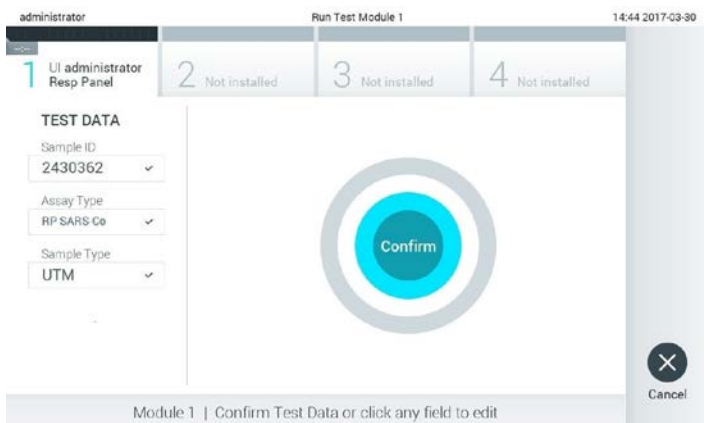 administrator Run Test Module 1 14:44 2017-03-30
1 UI administrator
Resp Panel
2 Not installed
3 Not installed
4 Not installed
TEST DATA
Sample ID
2430362
Assay Type
RP SARS Co
Sample Type
UTM
Confirm
Cancel
Module 1 | Confirm Test Data or click any field to edit